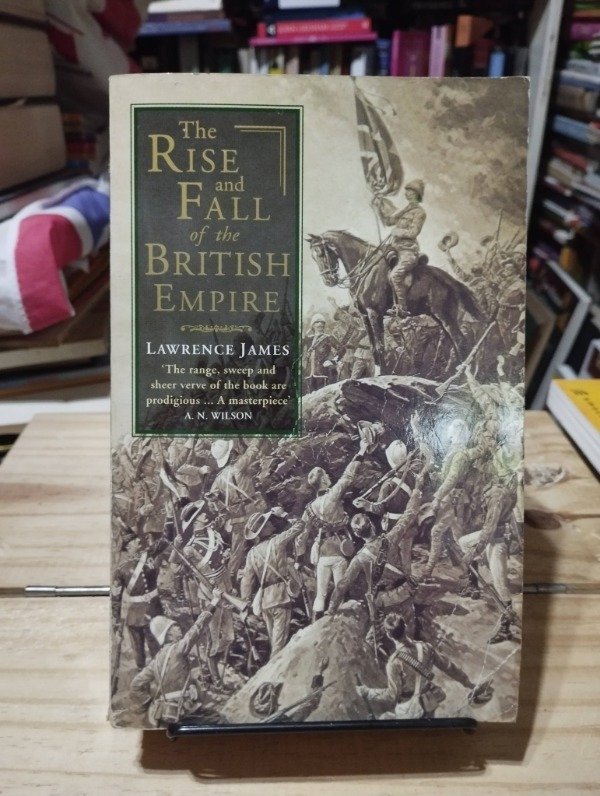 The
RISE
and
FALL
of the
BRITISH
EMPIRE
LAWRENCE JAMES
'The range, sweep and
sheer verve of the book are
prodigious ... A masterpiece'
A. N. WILSON